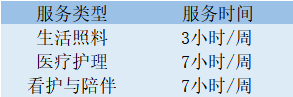 服务类型 服务时间
生活照料 3小时/周
医疗护理 7小时/周
看护与陪伴 7小时/周